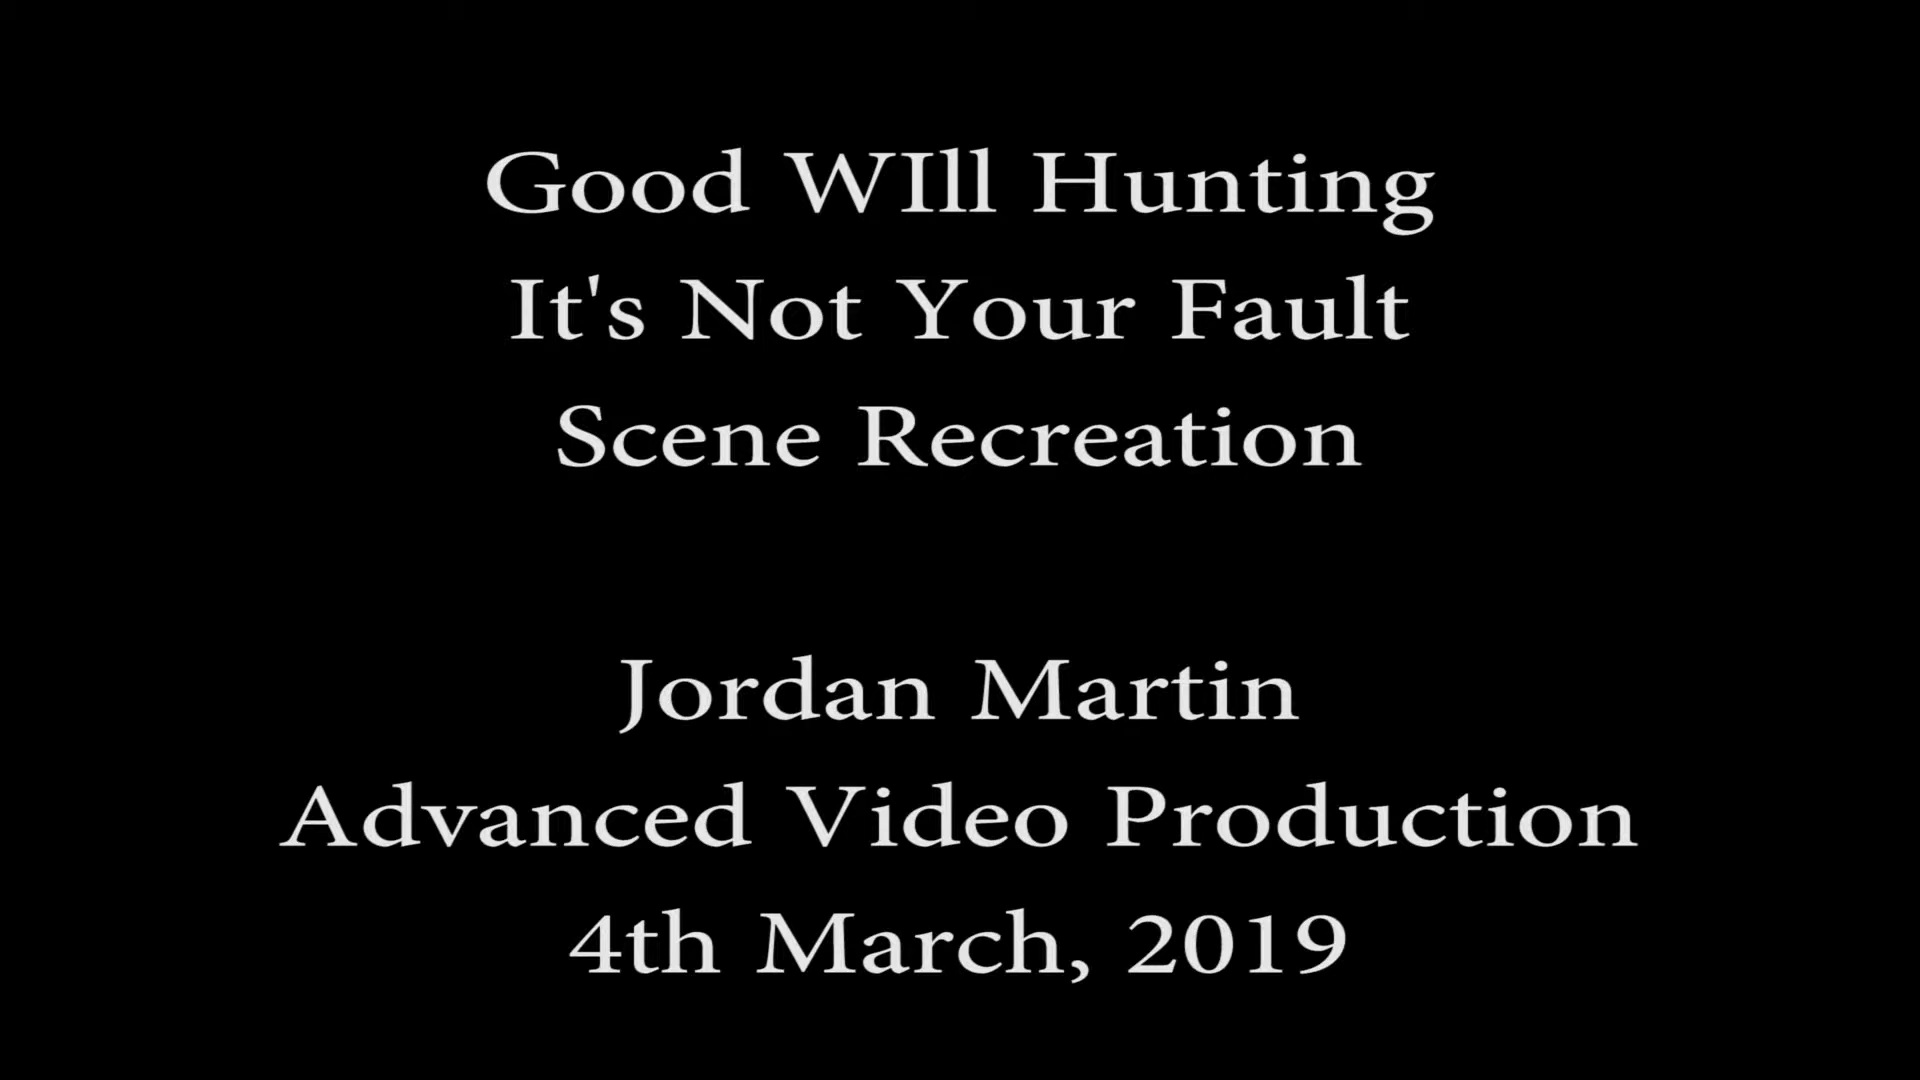 Good WIll Hunting
It's Not Your Fault
Scene Recreation
Jordan Martin
Advanced Video Production
4th March, 2019